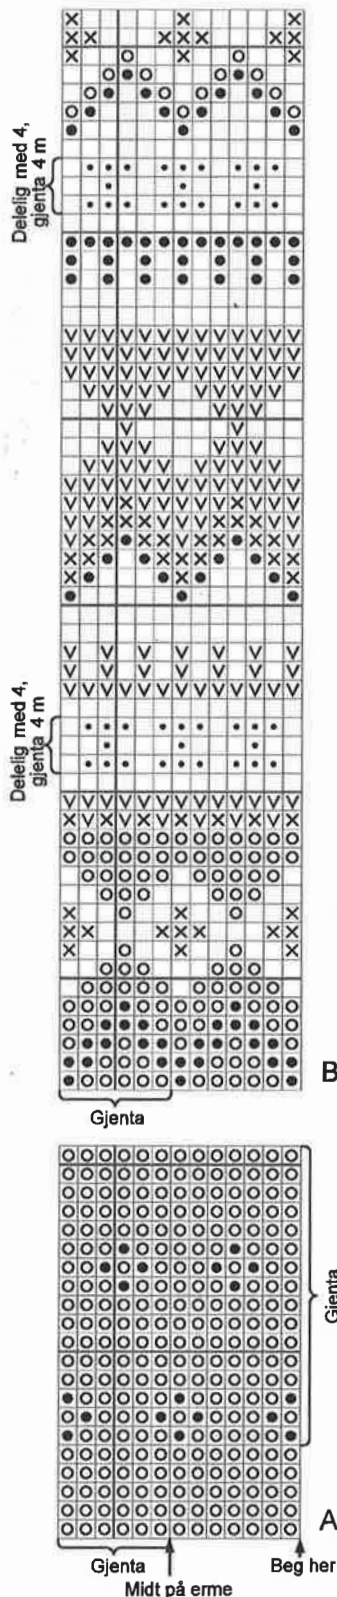 Delelig med 4,
gjenta 4 m
Delelig med 4,
gjenta 4 m
B
Gjenta
Gjenta
A
Gjenta
Beg her
Midt på erme